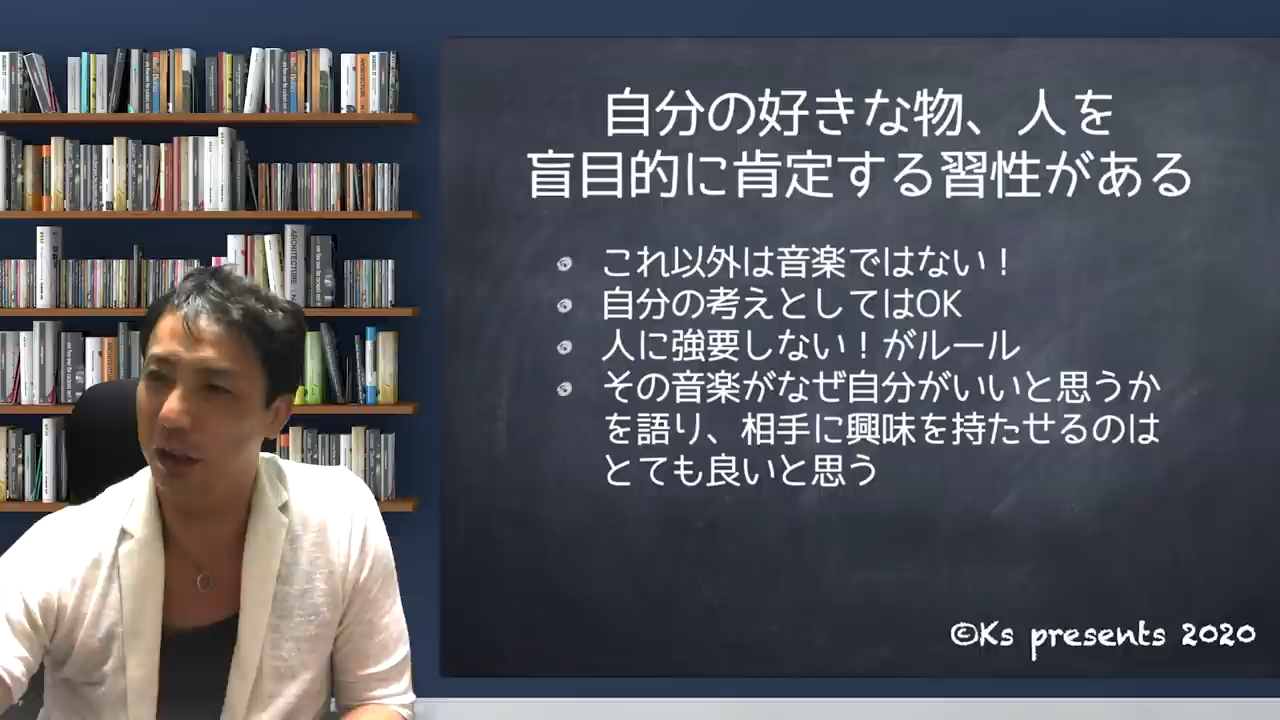 自分の好きな物、人を
盲目的に肯定する習性がある
これ以外は音楽ではない！
自分の考えとしてはOK
人に強要しない！がルール
その音楽がなぜ自分がいいと思うか
を語り、相手に興味を持たせるのは
とても良いと思う
©Ks presents 2020